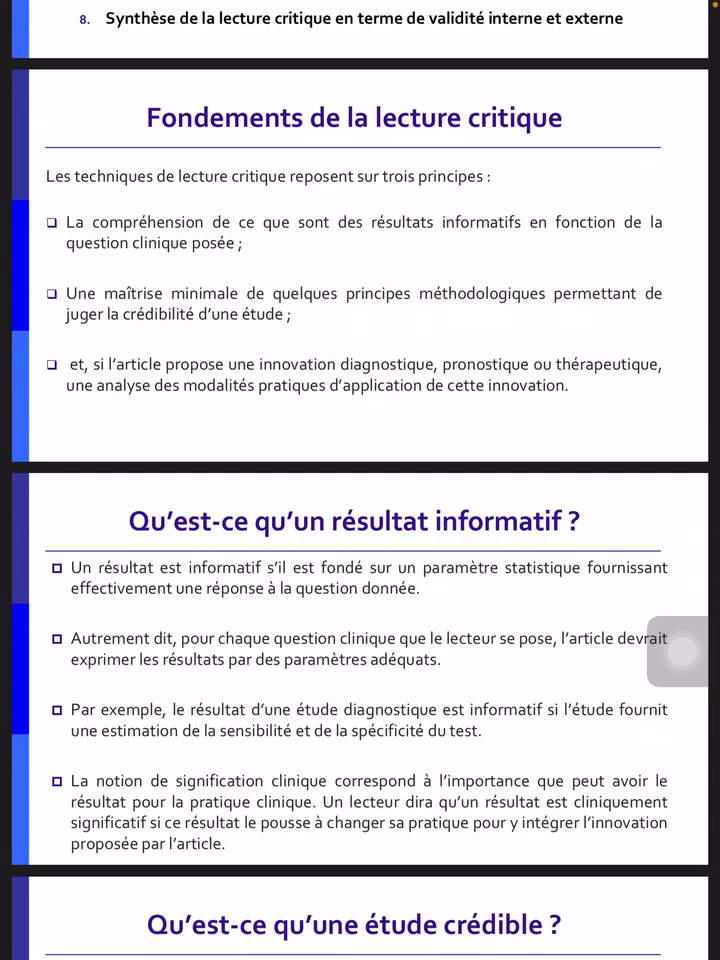 8. Synthèse de la lecture critique en terme de validité interne et externe
Fondements de la lecture critique
Les techniques de lecture critique reposent sur trois principes :
La compréhension de ce que sont des résultats informatifs en fonction de la
question clinique posée ;
Une maîtrise minimale de quelques principes méthodologiques permettant de
juger la crédibilité d’une étude ;
et, si l’article propose une innovation diagnostique, pronostique ou thérapeutique,
une analyse des modalités pratiques d’application de cette innovation.
Qu’est-ce qu’un résultat informatif ?
Un résultat est informatif s’il est fondé sur un paramètre statistique fournissant
effectivement une réponse à la question donnée.
Autrement dit, pour chaque question clinique que le lecteur se pose, l’article devrait
exprimer les résultats par des paramètres adéquats.
Par exemple, le résultat d’une étude diagnostique est informatif si l’étude fournit
une estimation de la sensibilité et de la spécificité du test.
La notion de signification clinique correspond à l’importance que peut avoir le
résultat pour la pratique clinique. Un lecteur dira qu’un résultat est cliniquement
significatif si ce résultat le pousse à changer sa pratique pour y intégrer l’innovation
proposée par l’article.
Qu’est-ce qu’une étude crédible ?